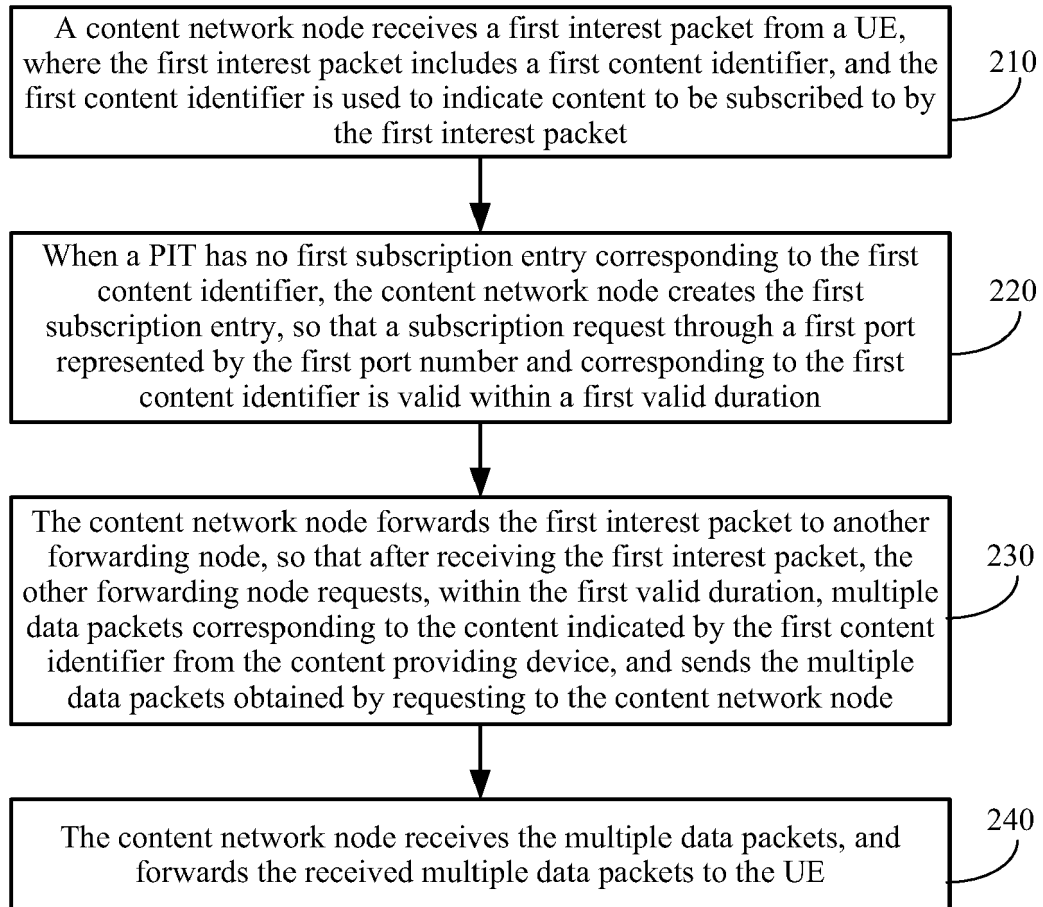 A content network node receives a first interest packet from a UE,
where the first interest packet includes a first content identifier, and the
first content identifier is used to indicate content to be subscribed to by
the first interest packet
210
When a PIT has no first subscription entry corresponding to the first
content identifier, the content network node creates the first
subscription entry, so that a subscription request through a first port
represented by the first port number and corresponding to the first
content identifier is valid within a first valid duration
220
The content network node forwards the first interest packet to another
forwarding node, so that after receiving the first interest packet, the
other forwarding node requests, within the first valid duration, multiple
data packets corresponding to the content indicated by the first content
identifier from the content providing device, and sends the multiple
data packets obtained by requesting to the content network node
230
The content network node receives the multiple data packets, and
forwards the received multiple data packets to the UE
240